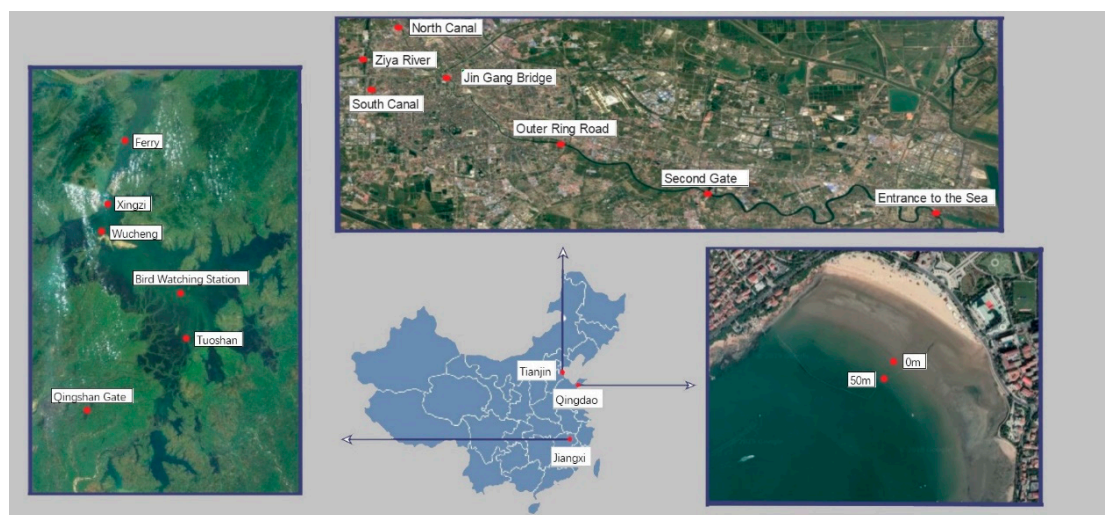 North Canal
Ziya River
Jin Gang Bridge
South Canal
Outer Ring Road
Second Gate
Entrance to the Sea
Ferry
Xingzi
Wucheng
Bird Watching Station
Tuoshan
Qingshan Gate
Tianjin
Qingdao
Jiangxi
0m
50m